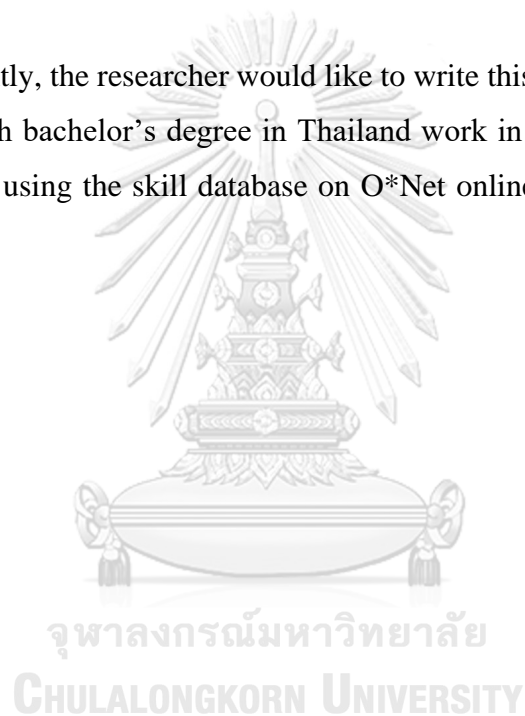 tly, the researcher would like to write this
h bachelor's degree in Thailand work in
using the skill database on O*Net online
จุฬาลงกรณ์มหาวิทยาลัย
CHULALONGKORN UNIVERSITY